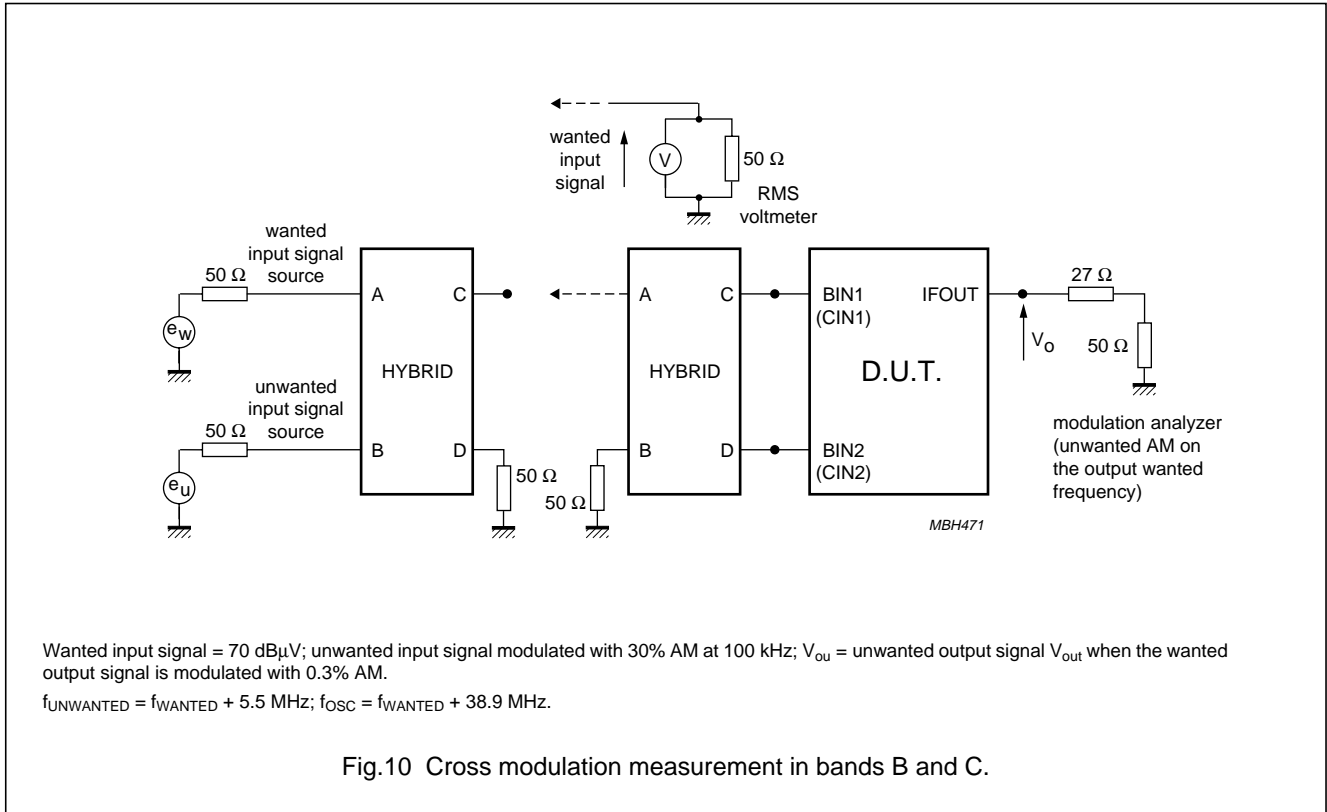 wanted
input
signal
V
50 Ω
RMS
voltmeter
wanted
input signal
source
50 Ω
e_w
A
C
HYBRID
unwanted
input signal
source
50 Ω
e_u
B
D
50 Ω
A
C
HYBRID
B
D
50 Ω
BIN1
(CIN1)
IFOUT
D.U.T.
BIN2
(CIN2)
V_o
27 Ω
50 Ω
modulation analyzer
(unwanted AM on
the output wanted
frequency)
MBH471
Wanted input signal = 70 dBμV; unwanted input signal modulated with 30% AM at 100 kHz; V_ou = unwanted output signal V_out when the wanted
output signal is modulated with 0.3% AM.
f_UNWANTED = f_WANTED + 5.5 MHz; f_OSC = f_WANTED + 38.9 MHz.
Fig.10 Cross modulation measurement in bands B and C.